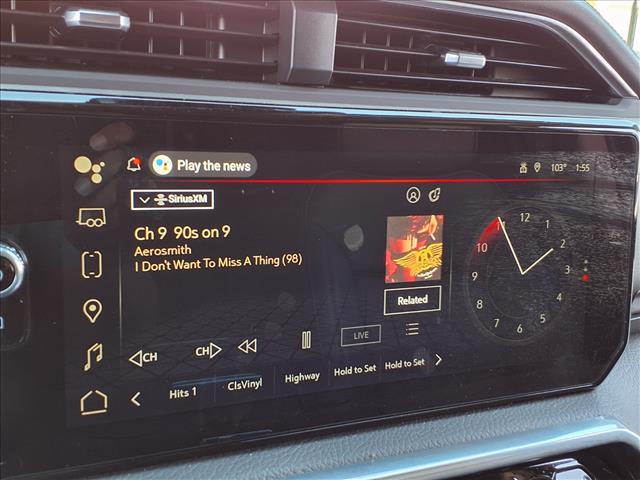 Play the news
103° 1:55
SiriusXM
Ch 9 90s on 9
Aerosmith
I Don't Want To Miss A Thing (98)
Related
12
1
2
3
4
5
6
7
8
9
10
11
CH CH LIVE
Hits 1 ClsVinyl Highway Hold to Set Hold to Set